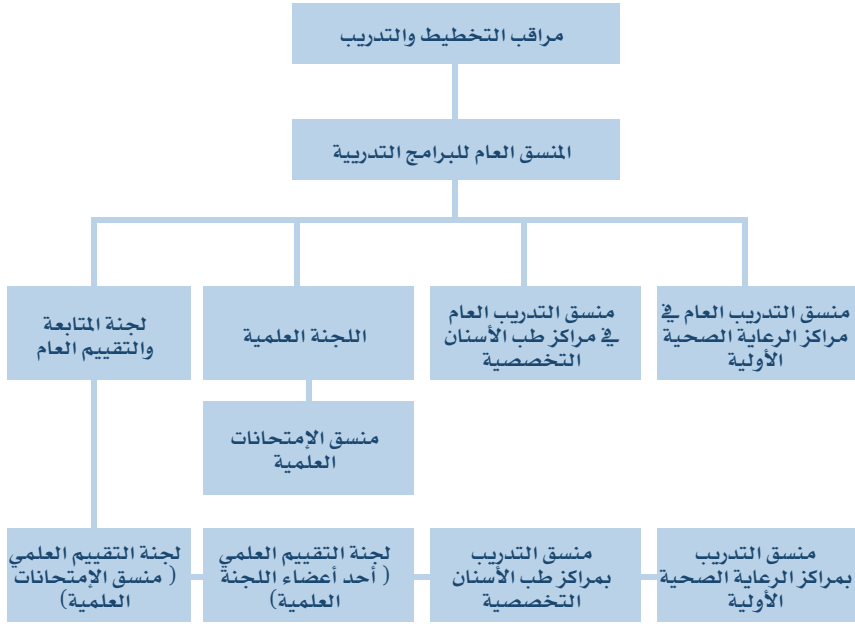 مراقب التخطيط والتدريب
المنسق العام للبرامج التدريبية
منسق التدريب العام في
مراكز الرعاية الصحية
الأولية
منسق التدريب العام
في مراكز طب الأسنان
التخصصية
اللجنة العلمية
لجنة المتابعة
والتقييم العام
منسق الإمتحانات
العلمية
منسق التدريب
بمراكز الرعاية الصحية
الأولية
منسق التدريب
بمراكز طب الأسنان
التخصصية
لجنة التقييم العلمي
( أحد أعضاء اللجنة
العلمية)
لجنة التقييم العلمي
( منسق الإمتحانات
العلمية)